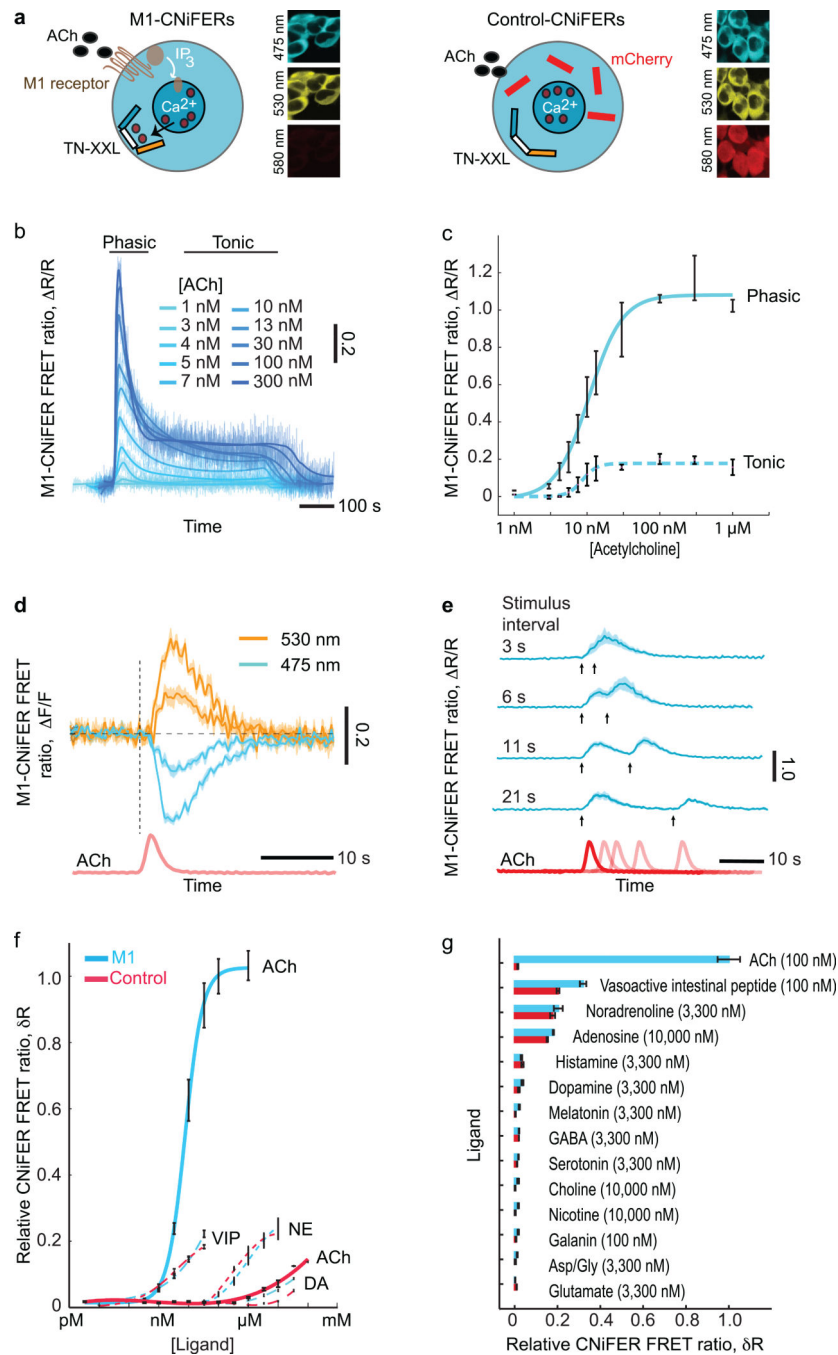 a
M1-CNiFERs
ACh
M1 receptor
IP3
Ca2+
TN-XXL
475 nm
530 nm
580 nm
Control-CNiFERs
ACh
mCherry
Ca2+
TN-XXL
475 nm
530 nm
580 nm
b
Phasic
Tonic
[ACh]
1 nM
3 nM
4 nM
5 nM
7 nM
10 nM
13 nM
30 nM
100 nM
300 nM
0.2
100 s
M1-CNiFER FRET ratio, ΔR/R
Time
c
M1-CNiFER FRET ratio, ΔR/R
1.2
1.0
0.8
0.6
0.4
0.2
0
Phasic
Tonic
1 nM
10 nM
100 nM
1 µM
[Acetylcholine]
d
M1-CNiFER FRET
ratio, ΔF/F
530 nm
475 nm
0.2
ACh
10 s
Time
e
M1-CNiFER FRET ratio, ΔR/R
Stimulus
interval
3 s
6 s
11 s
21 s
1.0
ACh
10 s
Time
f
M1
Control
Relative CNiFER FRET ratio, δR
1.0
0.8
0.6
0.4
0.2
0
ACh
VIP
NE
ACh
DA
pM
nM
µM
mM
[Ligand]
g
Ligand
ACh (100 nM)
Vasoactive intestinal peptide (100 nM)
Noradrenoline (3,300 nM)
Adenosine (10,000 nM)
Histamine (3,300 nM)
Dopamine (3,300 nM)
Melatonin (3,300 nM)
GABA (3,300 nM)
Serotonin (3,300 nM)
Choline (10,000 nM)
Nicotine (10,000 nM)
Galanin (100 nM)
Asp/Gly (3,300 nM)
Glutamate (3,300 nM)
0
0.2
0.4
0.6
0.8
1.0
Relative CNiFER FRET ratio, δR